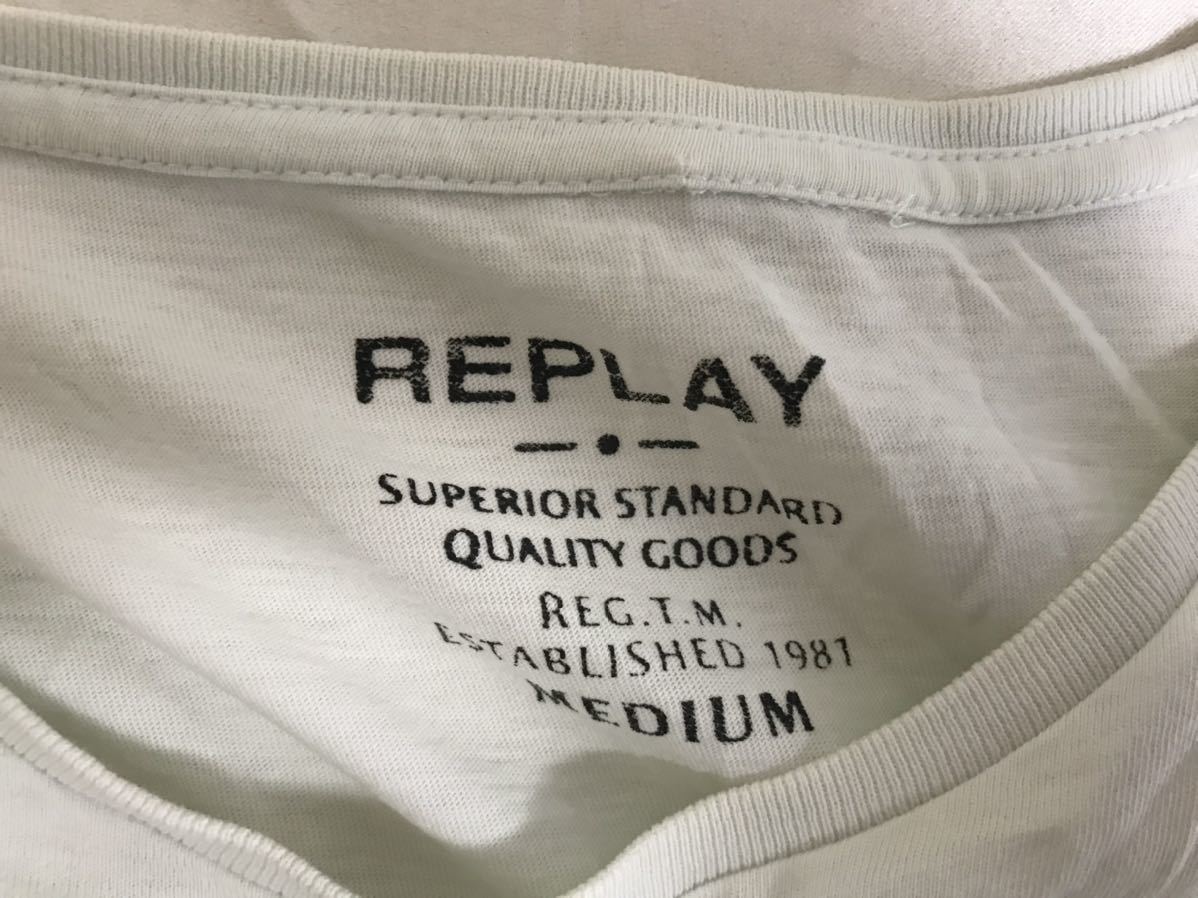 REPLAY
SUPERIOR STANDARD
QUALITY GOODS
REG.T.M.
ESTABLISHED 1981
MEDIUM